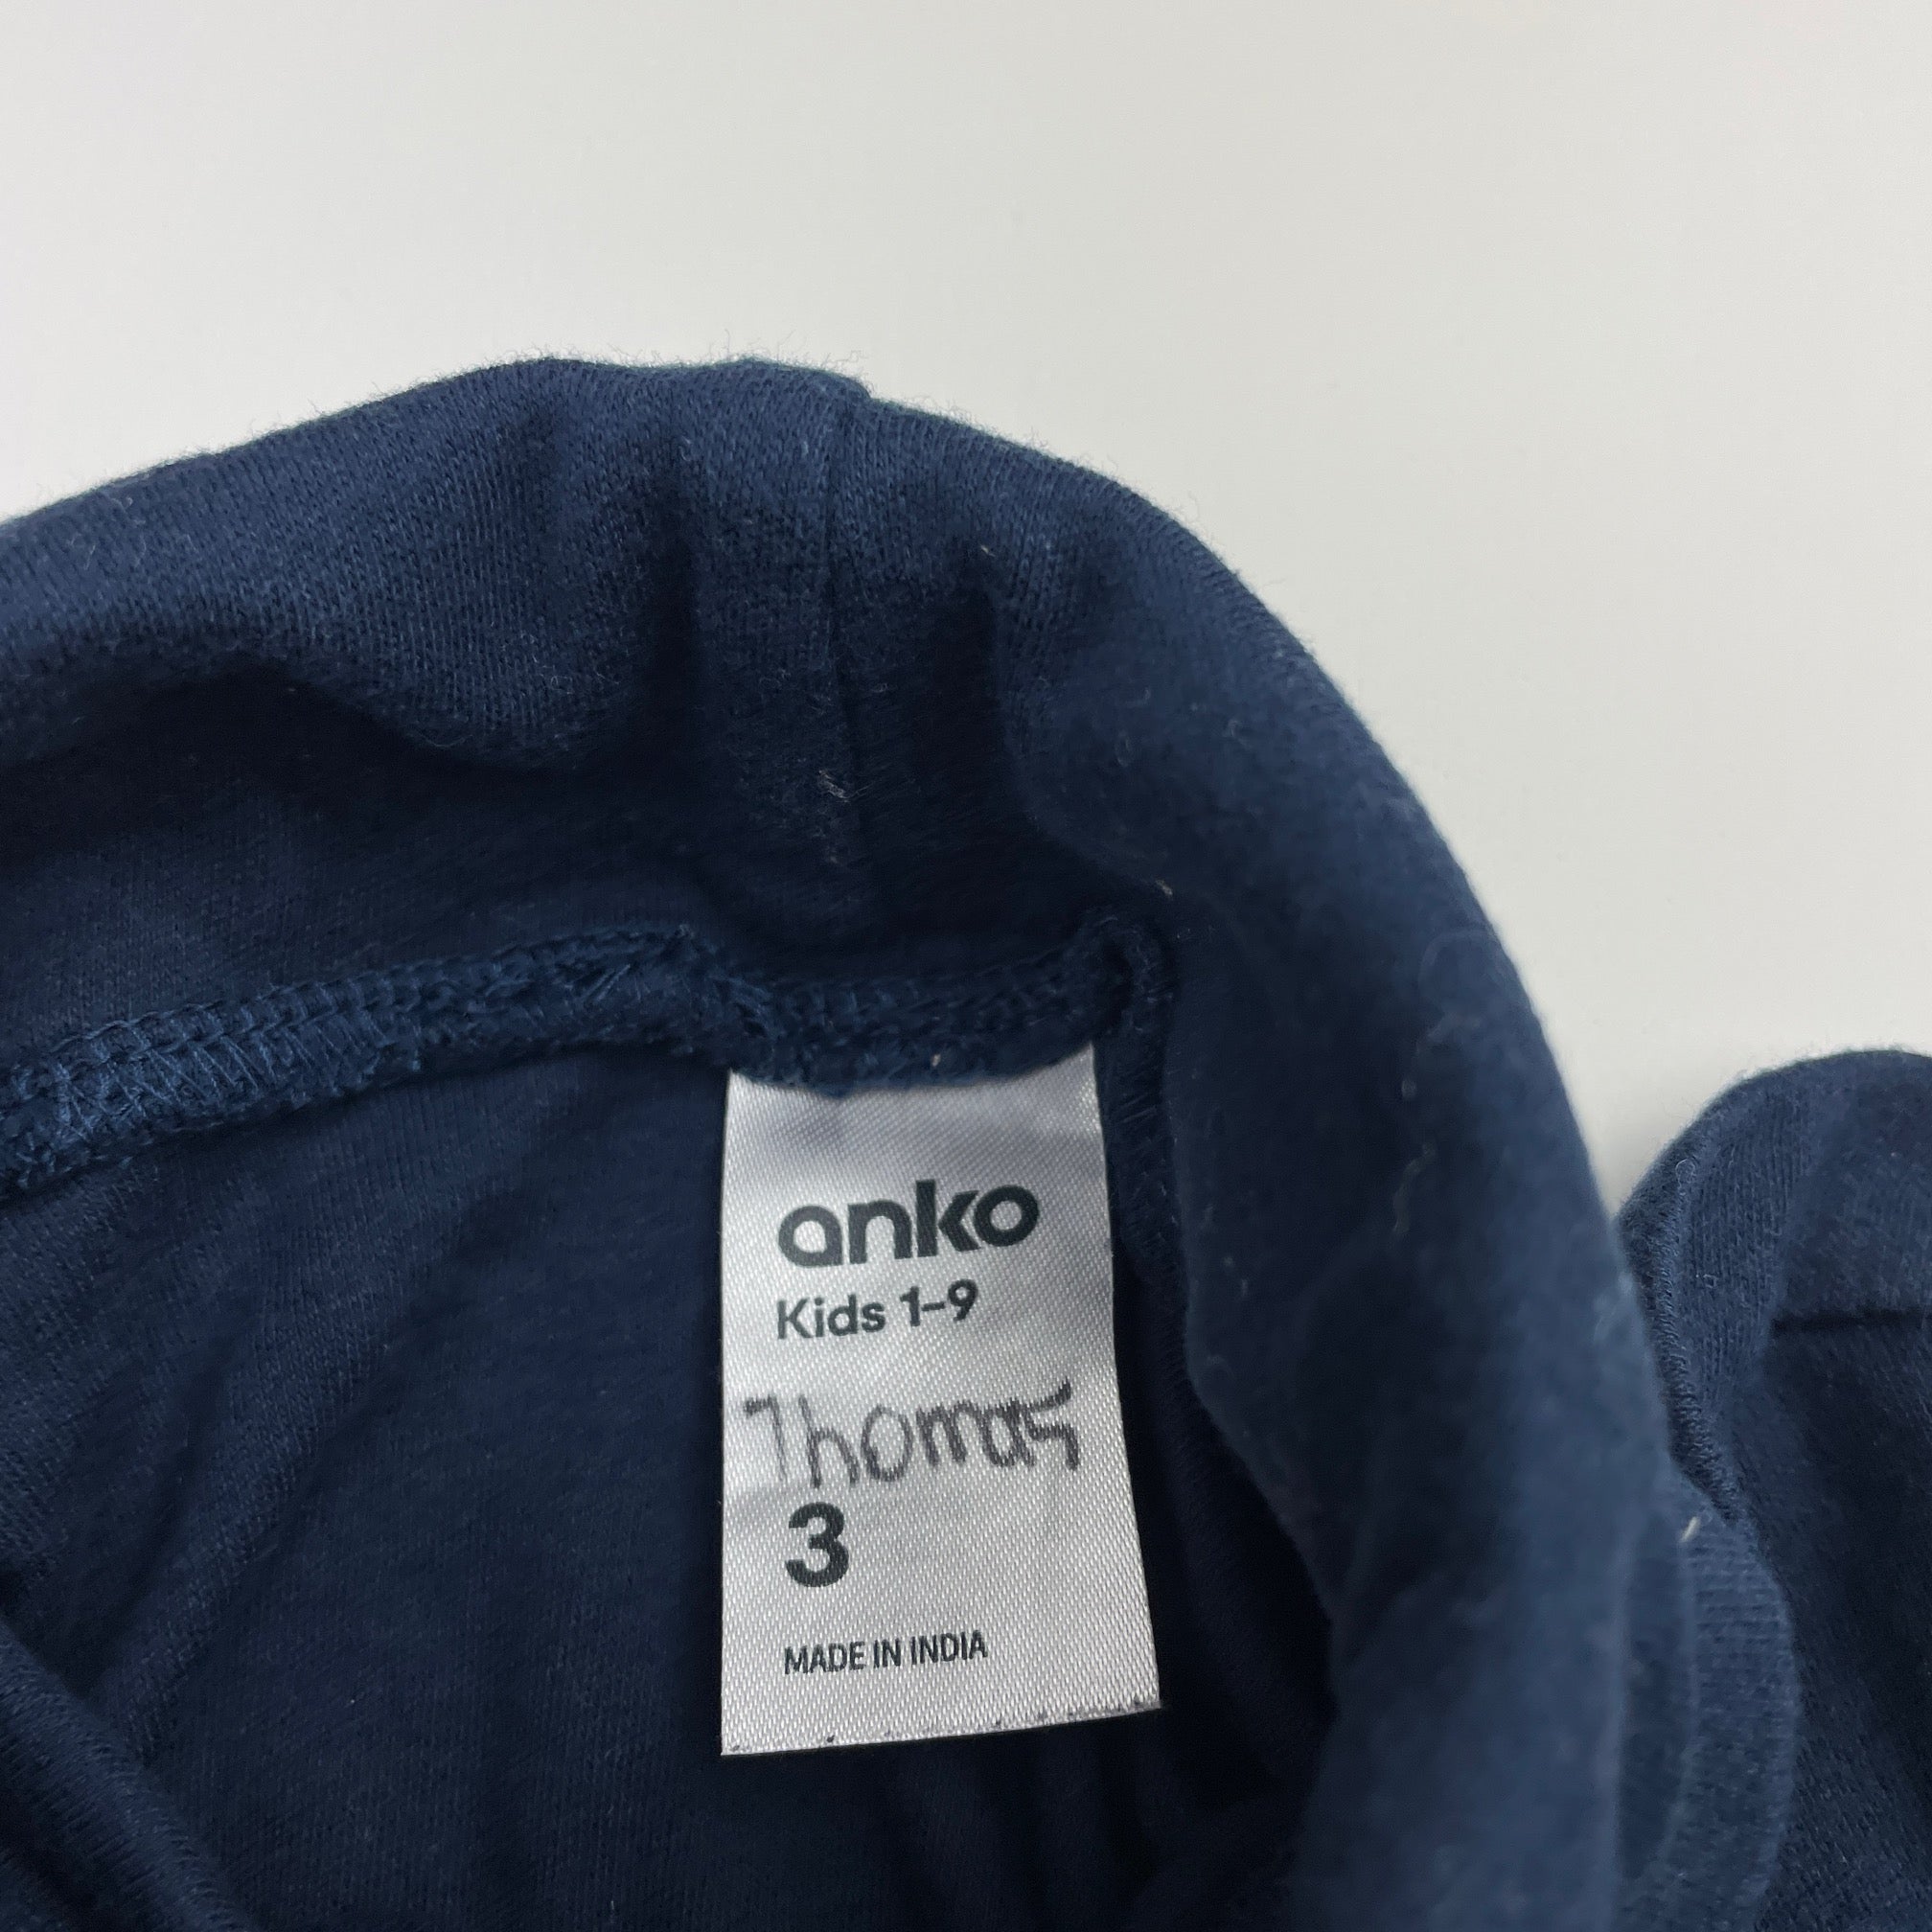 anko
Kids 1-9
Thomas
3
MADE IN INDIA